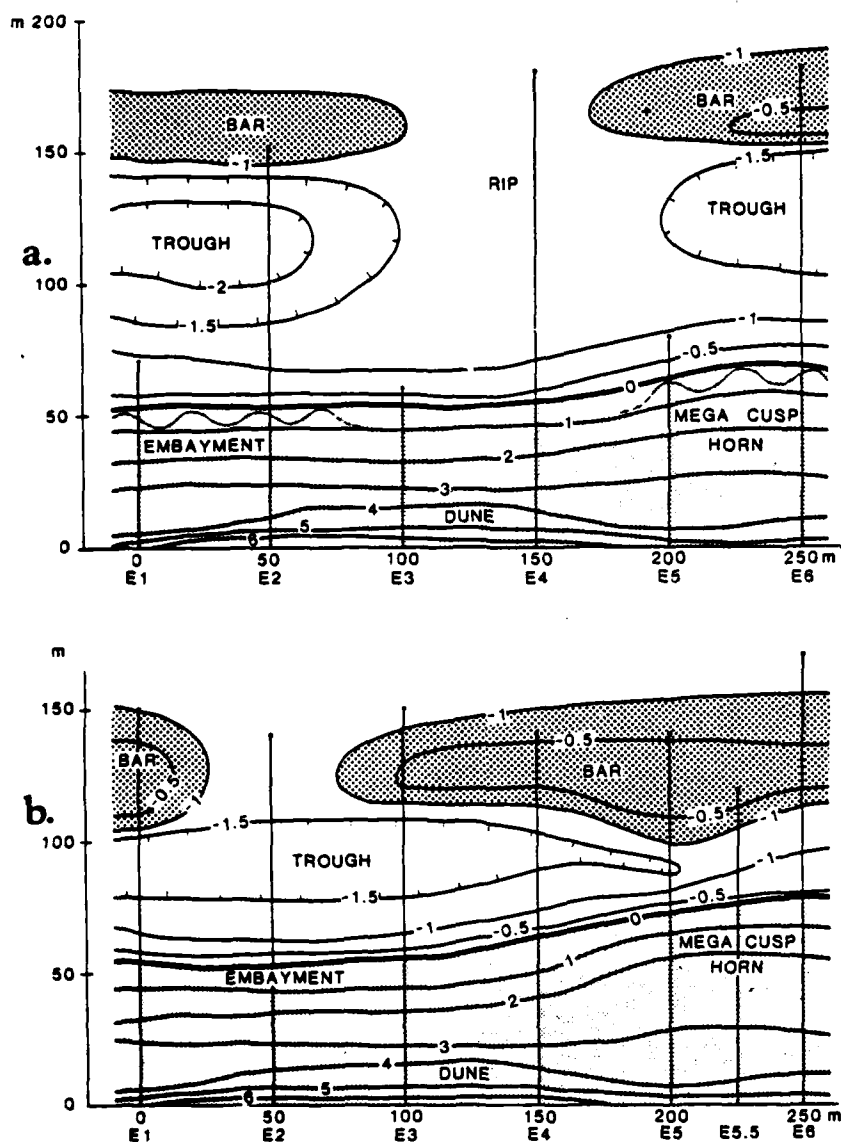 m 200
-1
BAR
BAR
-0.5
150
-1
-1.5
RIP
TROUGH
TROUGH
a.
100
-2
-1.5
-1
-0.5
0
50
1
MEGA CUSP
EMBAYMENT
HORN
2
3
4
DUNE
5
6
0
0 50 100 150 200 250 m
E1 E2 E3 E4 E5 E6
m
150
-1
-0.5
BAR
BAR
-0.5
-0.5
-1
b.
-1.5
-1
100
TROUGH
-1
-1.5
-1
-0.5
0
MEGA CUSP
50
EMBAYMENT
1
HORN
2
3
4
DUNE
5
6
0
0 50 100 150 200 250 m
E1 E2 E3 E4 E5 E5.5 E6